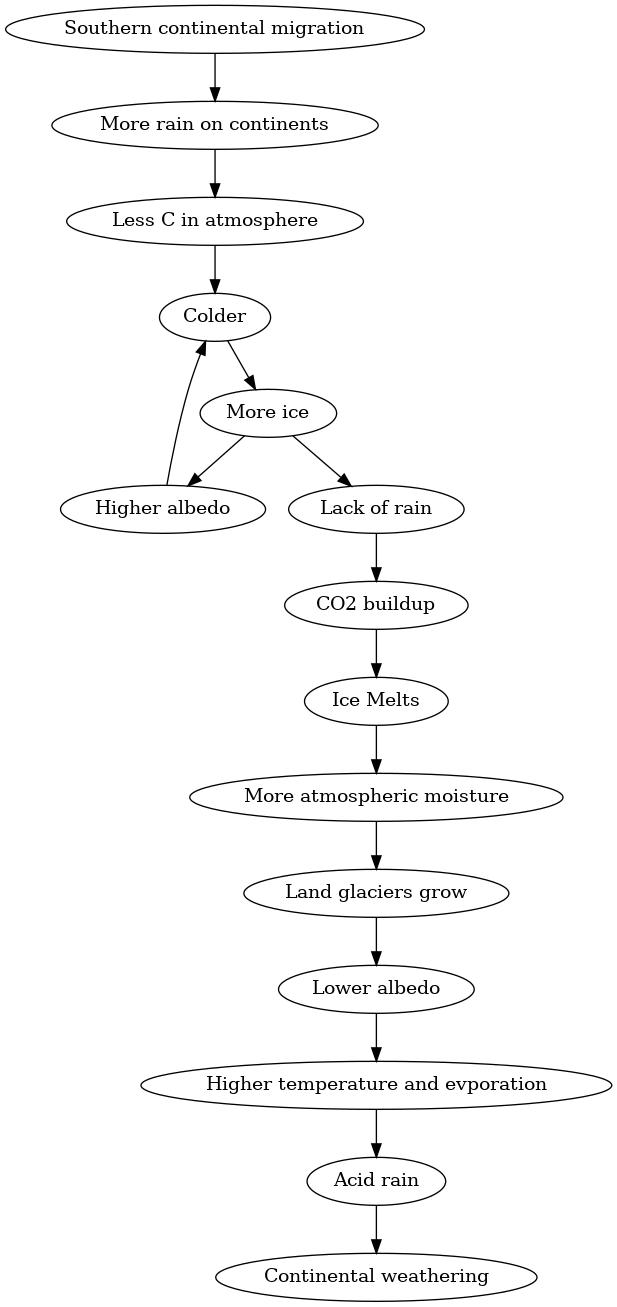 Southern continental migration
More rain on continents
Less C in atmosphere
Colder
More ice
Higher albedo
Lack of rain
CO2 buildup
Ice Melts
More atmospheric moisture
Land glaciers grow
Lower albedo
Higher temperature and evporation
Acid rain
Continental weathering